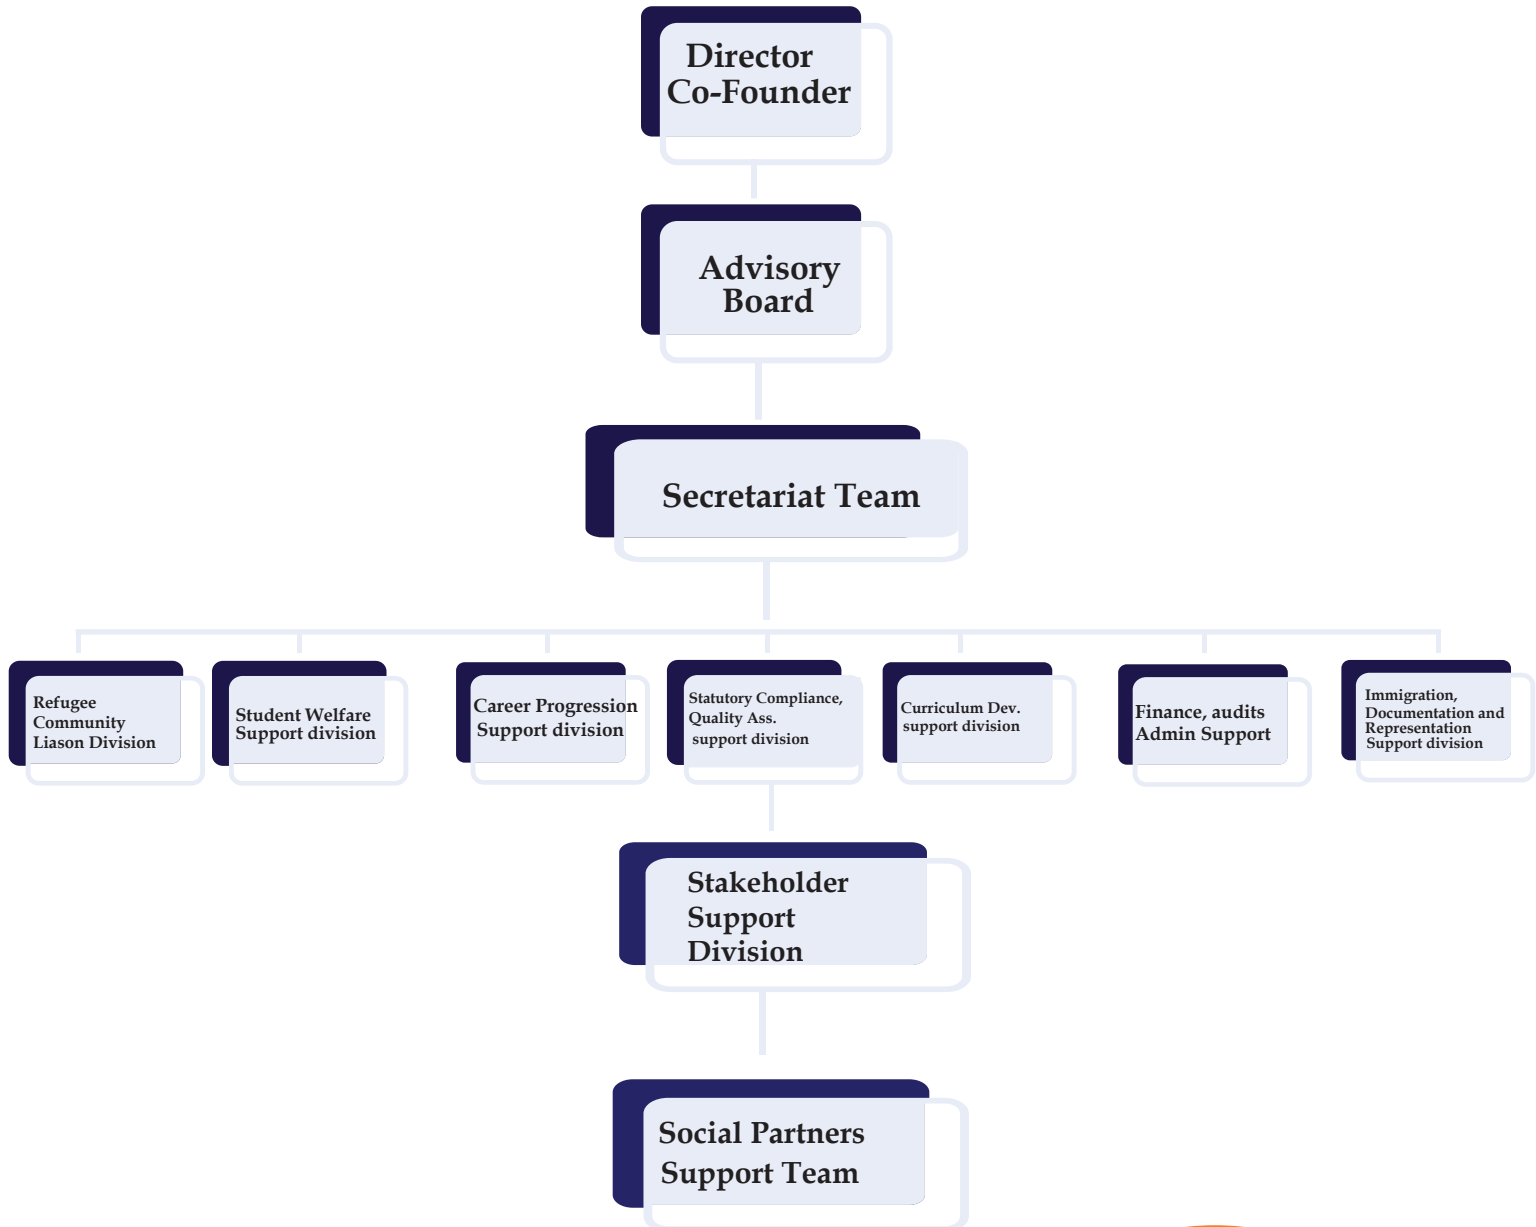 Director
Co-Founder
Advisory
Board
Secretariat Team
Refugee
Community
Liason Division
Student Welfare
Support division
Career Progression
Support division
Statutory Compliance,
Quality Ass.
support division
Curriculum Dev.
support division
Finance, audits
Admin Support
Immigration,
Documentation and
Representation
Support division
Stakeholder
Support
Division
Social Partners
Support Team